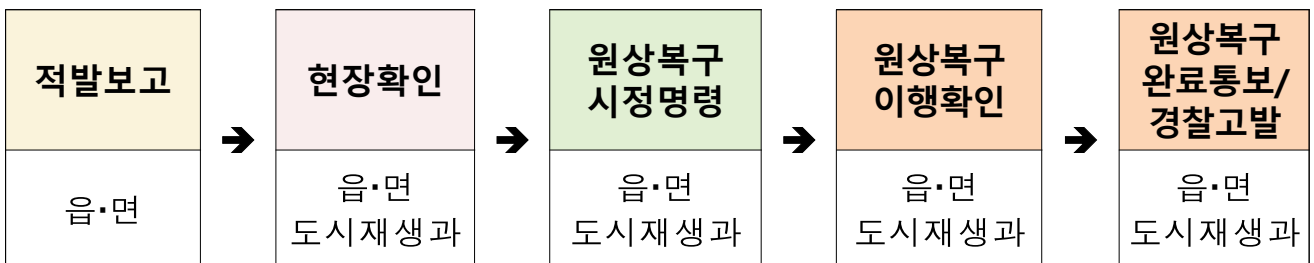 적발보고
읍·면
➔
현장확인
읍·면
도시재생과
➔
원상복구
시정명령
읍·면
도시재생과
➔
원상복구
이행확인
읍·면
도시재생과
➔
원상복구
완료통보/
경찰고발
읍·면
도시재생과